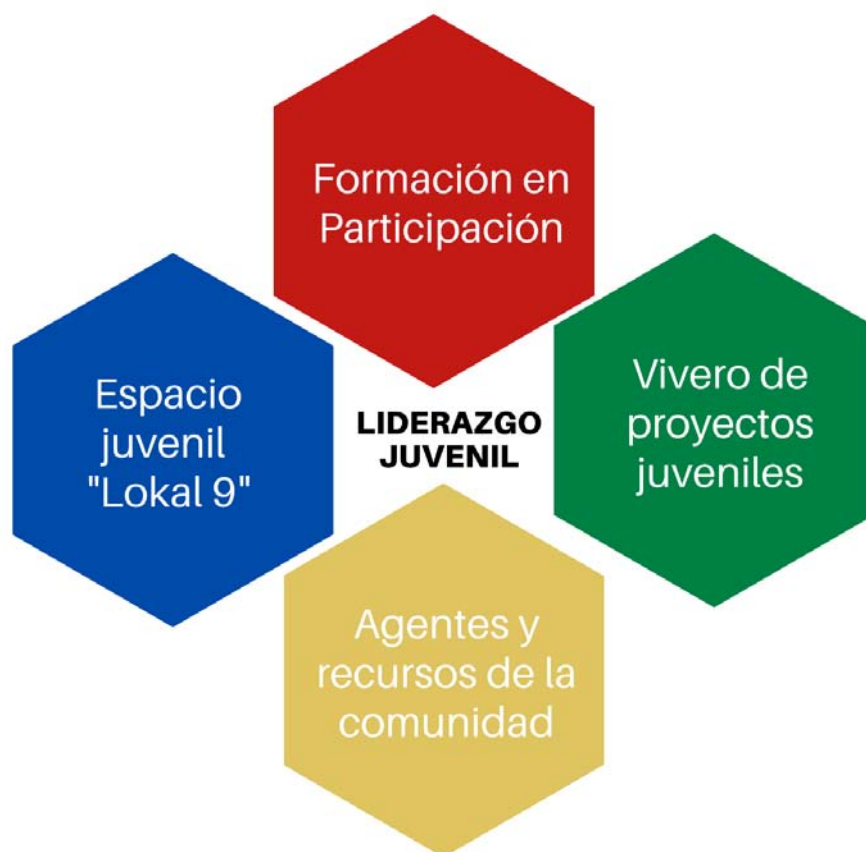 Formación en
Participación
Espacio
juvenil
"Lokal 9"
LIDERAZGO
JUVENIL
Vivero de
proyectos
juveniles
Agentes y
recursos de la
comunidad